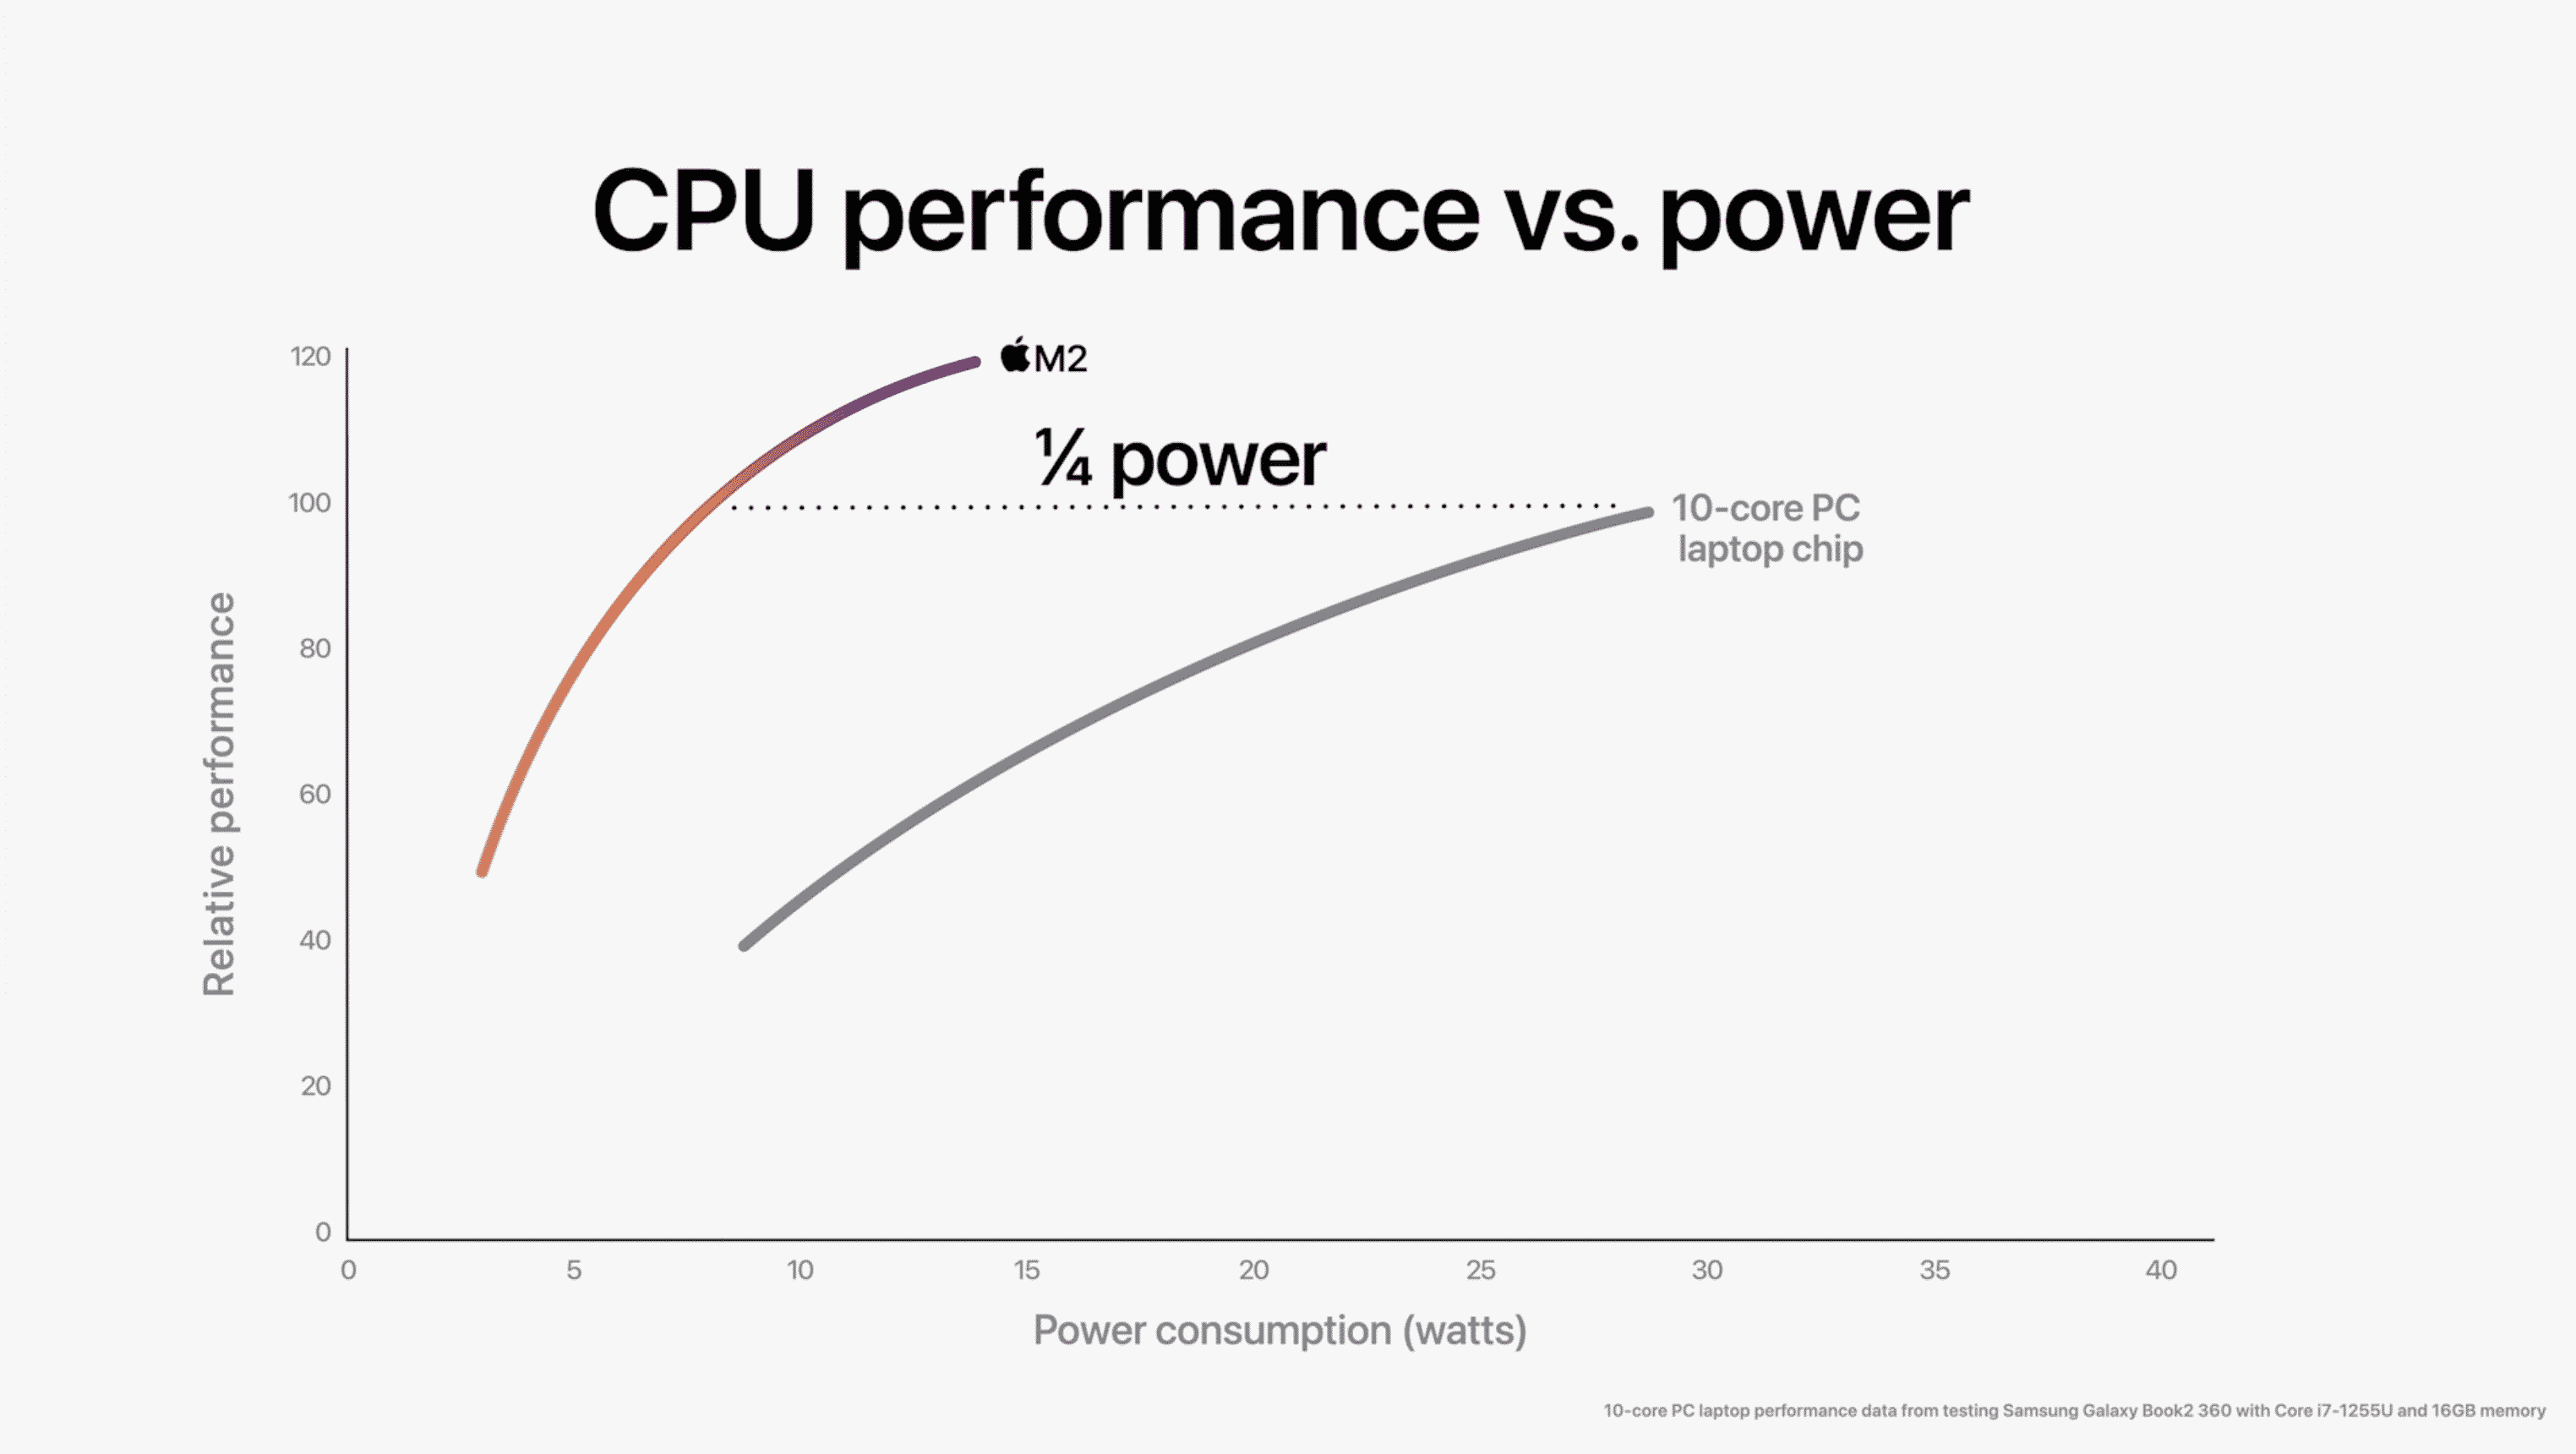 CPU performance vs. power
120
M2
¼ power
100
10-core PC
laptop chip
80
60
40
20
0
Relative performance
0 5 10 15 20 25 30 35 40
Power consumption (watts)
10-core PC laptop performance data from testing Samsung Galaxy Book2 360 with Core i7-1255U and 16GB memory